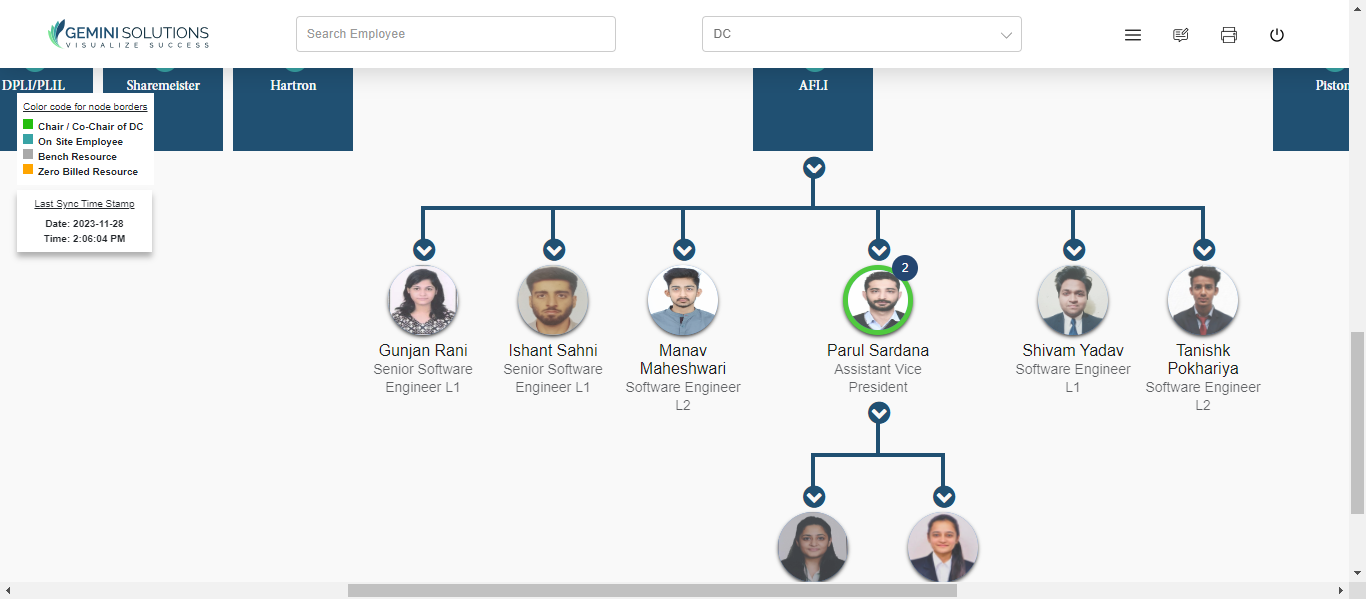 GEMINI SOLUTIONS
VISUALIZE SUCCESS
Search Employee
DC
DPLI/PLIL
Sharemeister
Hartron
AFLI
Piston
Color code for node borders
Chair / Co-Chair of DC
On Site Employee
Bench Resource
Zero Billed Resource
Last Sync Time Stamp
Date: 2023-11-28
Time: 2:06:04 PM
2
Gunjan Rani
Senior Software
Engineer L1
Ishant Sahni
Senior Software
Engineer L1
Manav
Maheshwari
Software Engineer
L2
Parul Sardana
Assistant Vice
President
Shivam Yadav
Software Engineer
L1
Tanishk
Pokhariya
Software Engineer
L2